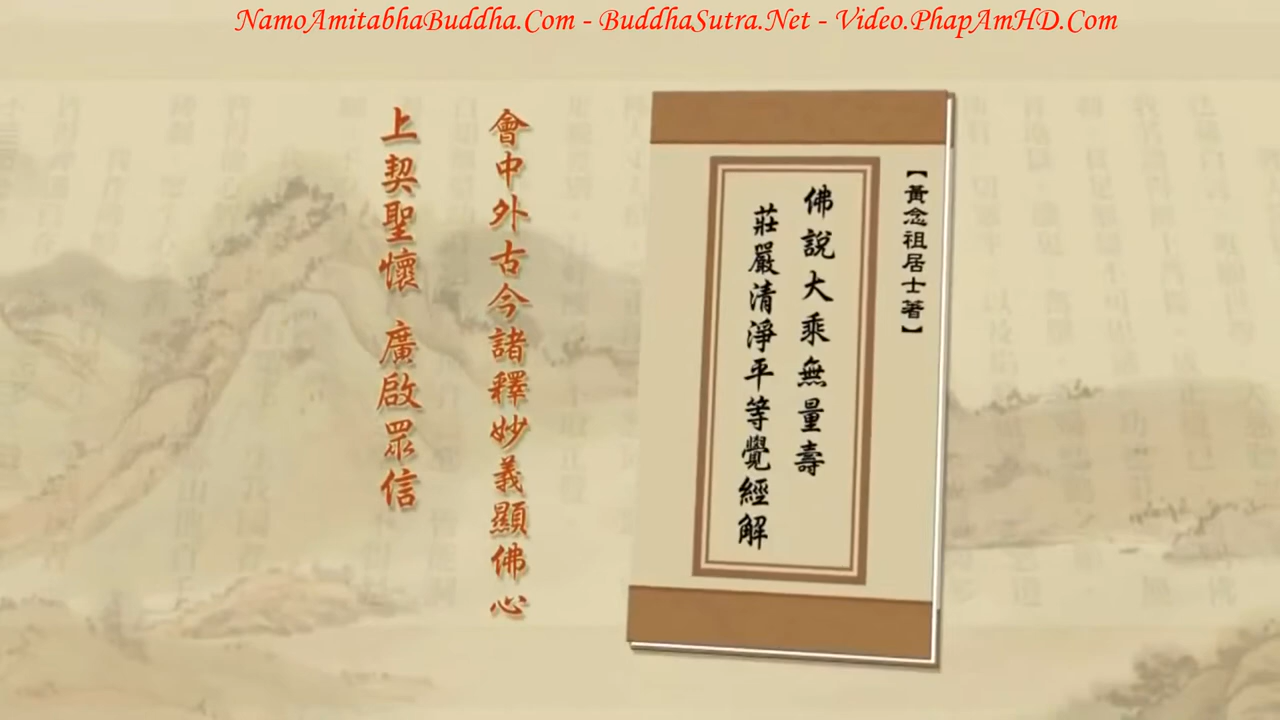 NamoAmitabhaBuddha.Com - BuddhaSutra.Net - Video.PhapAmHD.Com
【黃念祖居士著】
佛說大乘無量壽
莊嚴清淨平等覺經解
會中外古今諸釋妙義顯佛心
上契聖懷 廣啟眾信